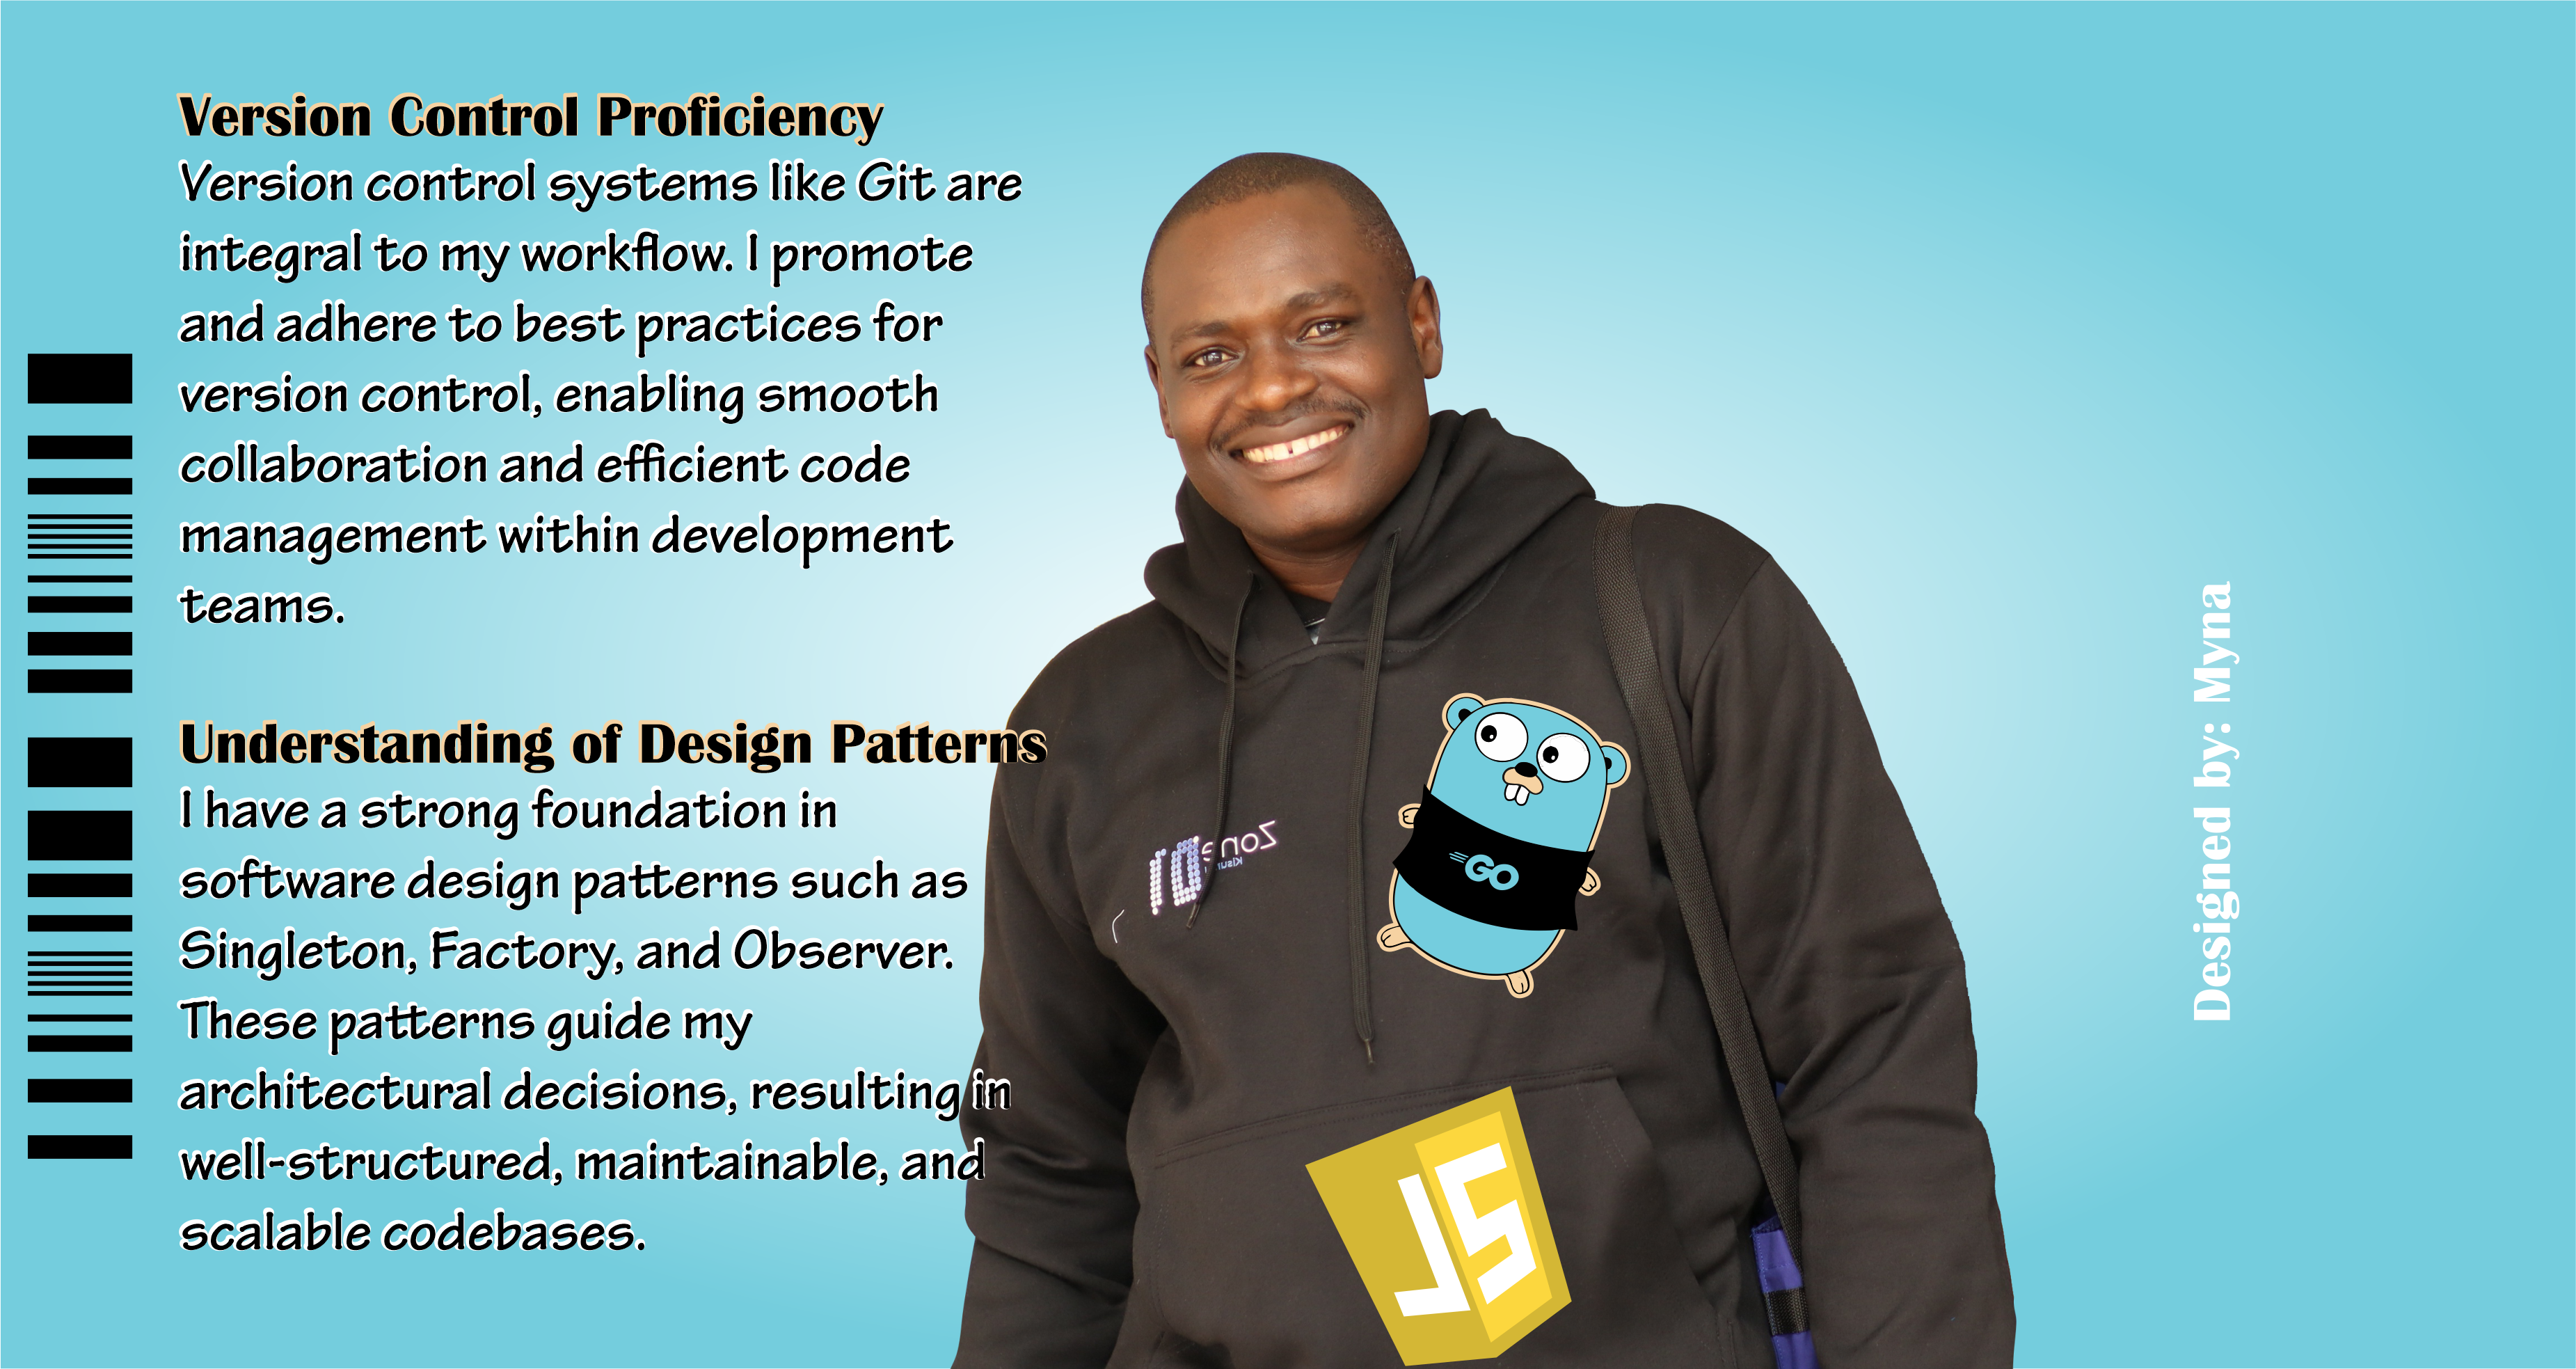 Version Control Proficiency
Version control systems like Git are
integral to my workflow. I promote
and adhere to best practices for
version control, enabling smooth
collaboration and efficient code
management within development
teams.
Understanding of Design Patterns
I have a strong foundation in
software design patterns such as
Singleton, Factory, and Observer.
These patterns guide my
architectural decisions, resulting in
well-structured, maintainable, and
scalable codebases.
Zone
01
GO
JS
Designed by: Myna